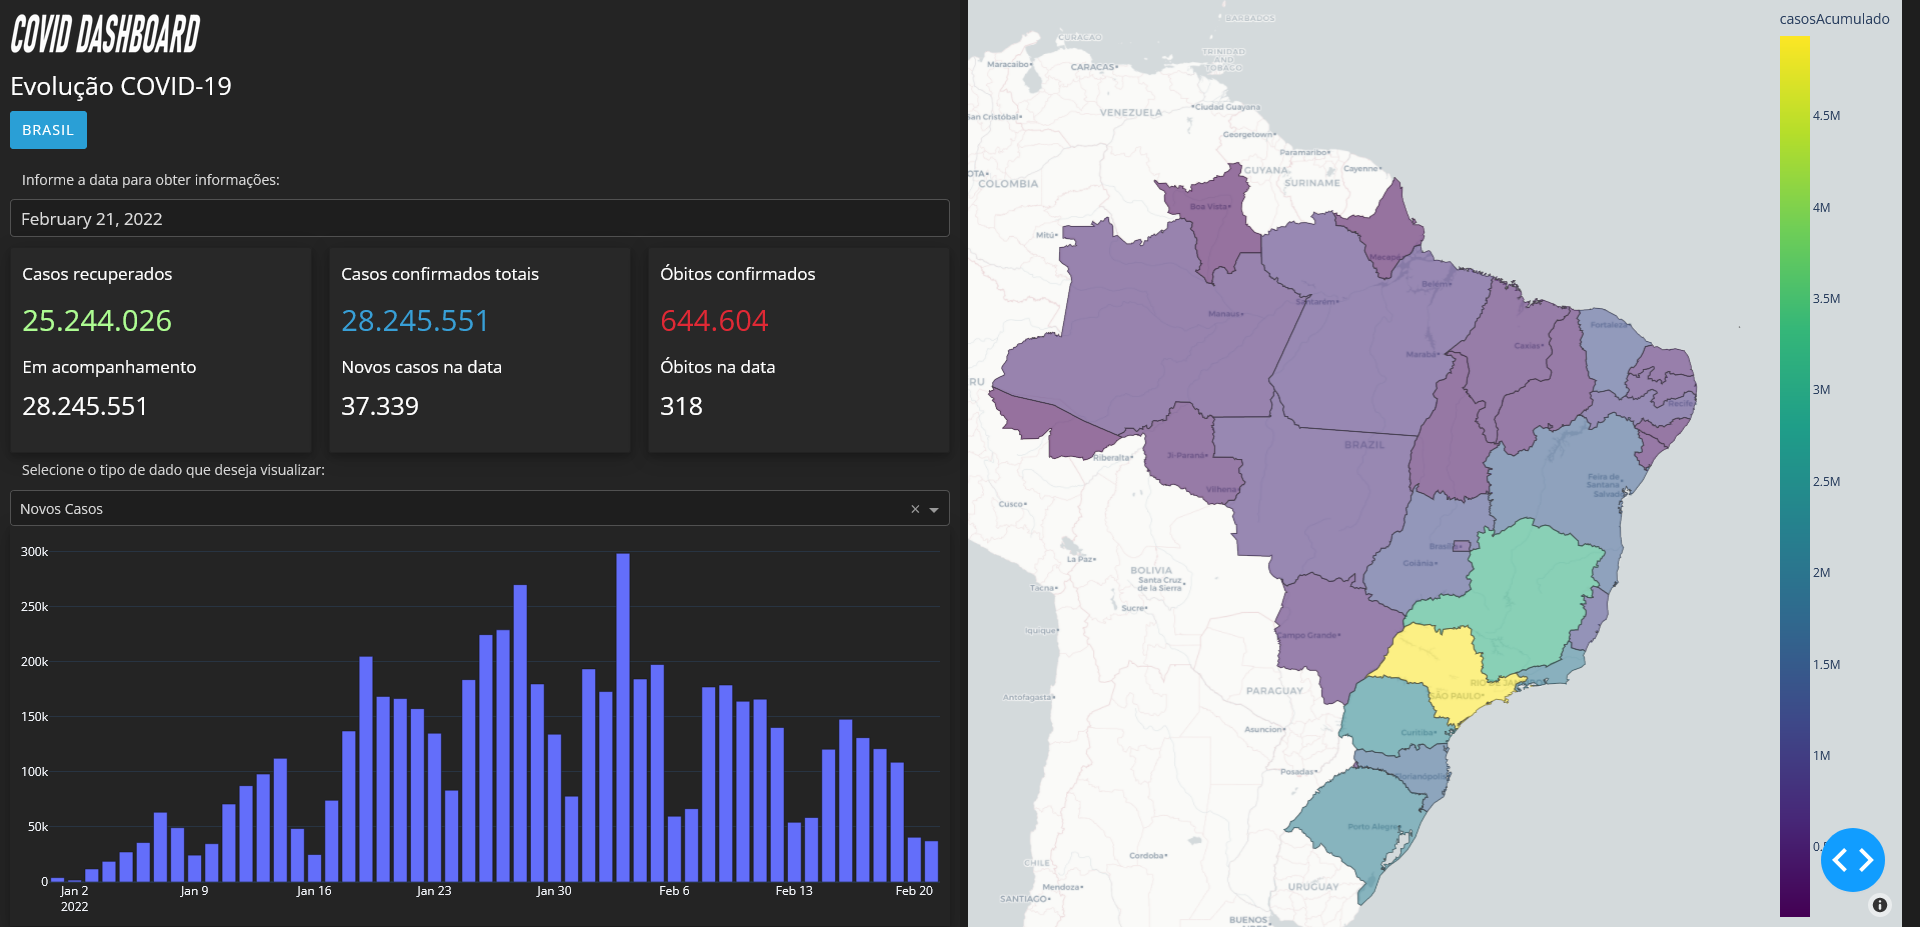 COVID DASHBOARD
Evolução COVID-19
BRASIL
Informe a data para obter informações:
February 21, 2022
Casos recuperados
25.244.026
Em acompanhamento
28.245.551
Casos confirmados totais
28.245.551
Novos casos na data
37.339
Óbitos confirmados
644.604
Óbitos na data
318
Selecione o tipo de dado que deseja visualizar:
Novos Casos
300k
250k
200k
150k
100k
50k
0
Jan 2
2022
Jan 9
Jan 16
Jan 23
Jan 30
Feb 6
Feb 13
Feb 20
casosAcumulado
4.5M
4M
3.5M
3M
2.5M
2M
1.5M
1M
BARBADOS
CURAÇAO
TRINIDAD
AND
TOBAGO
Maracaibo
CARACAS
VENEZUELA
Ciudad Guayana
San Cristóbal
Georgetown
Paramaribo
Cayenne
GUYANA
SURINAME
COLOMBIA
Boa Vista
Mitú
Macapá
Belém
Santarém
Manaus
Marabá
Caxias
Fortaleza
Recife
BRAZIL
Riberalta
Ji-Paraná
Vilhena
Feira de
Santana
Salvador
Cusco
Brasília
Goiânia
La Paz
BOLIVIA
Santa Cruz
de la Sierra
Tacna
Sucre
Iquique
Campo Grande
PARAGUAY
Antofagasta
RIO DE JANEIRO
SÃO PAULO
Asuncion
Curitiba
Posadas
Florianópolis
Porto Alegre
Cordoba
CHILE
Mendoza
SANTIAGO
URUGUAY
BUENOS